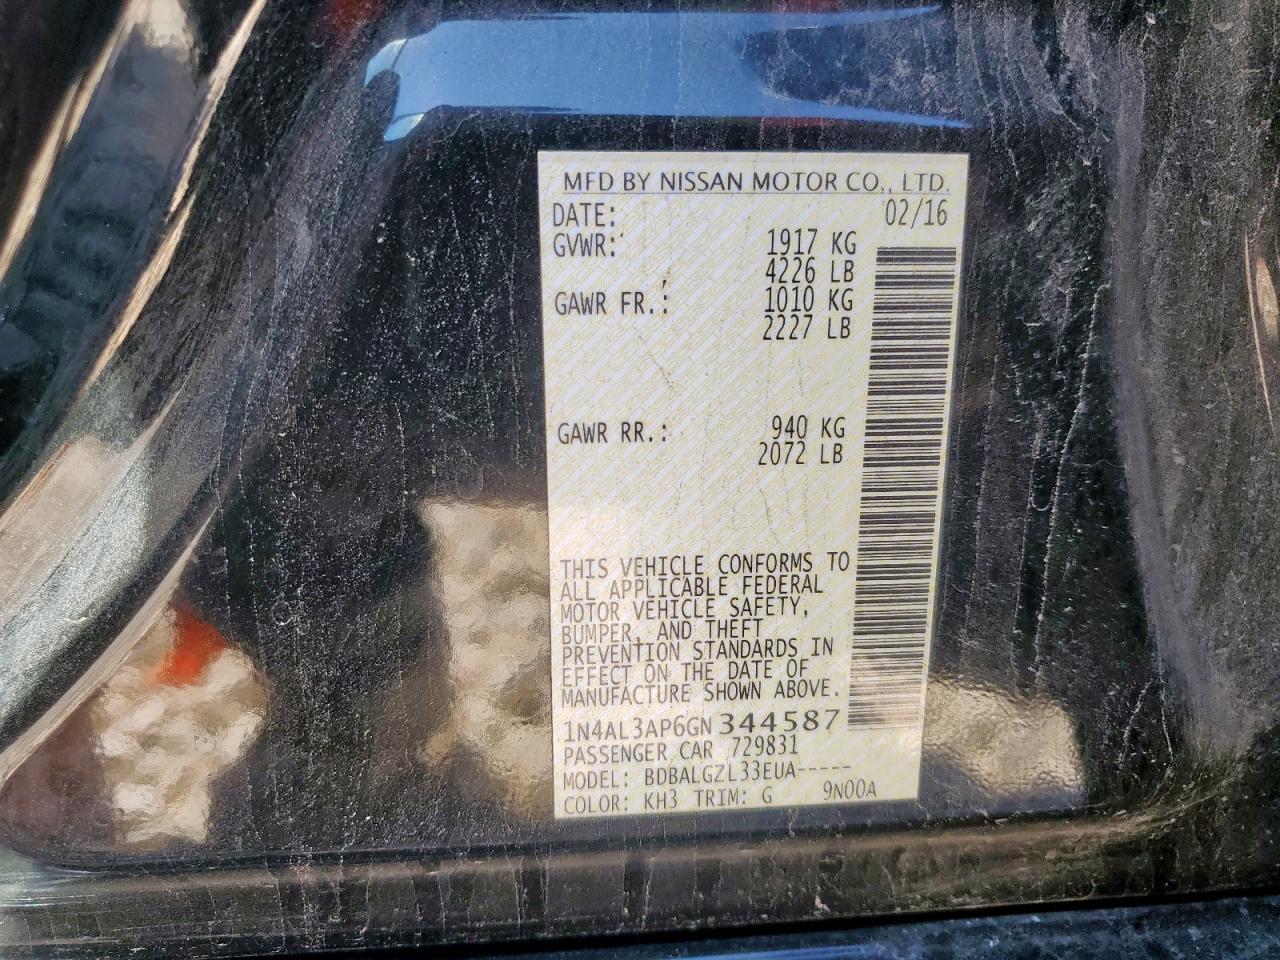 MFD BY NISSAN MOTOR CO., LTD.
DATE: 02/16
GVWR: 1917 KG
4226 LB
GAWR FR.: 1010 KG
2227 LB
GAWR RR.: 940 KG
2072 LB
THIS VEHICLE CONFORMS TO
ALL APPLICABLE FEDERAL
MOTOR VEHICLE SAFETY,
BUMPER, AND THEFT
PREVENTION STANDARDS IN
EFFECT ON THE DATE OF
MANUFACTURE SHOWN ABOVE.
1N4AL3AP6GN344587
PASSENGER CAR 729831
MODEL: BDBALGZL33EUA-----
COLOR: KH3 TRIM: G 9N00A